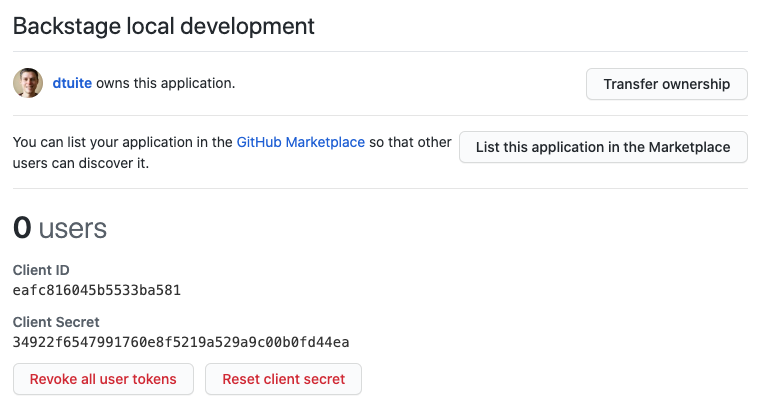 Backstage local development
dtuite owns this application.
Transfer ownership
You can list your application in the GitHub Marketplace so that other
users can discover it.
List this application in the Marketplace
0 users
Client ID
eafc816045b5533ba581
Client Secret
34922f6547991760e8f5219a529a9c00b0fd44ea
Revoke all user tokens
Reset client secret